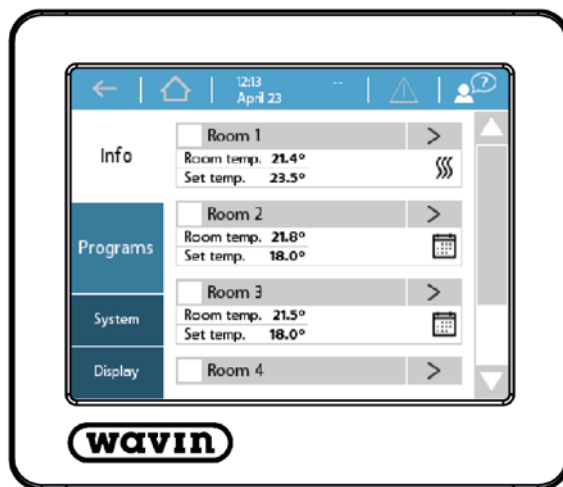 12:13 --
April 23
?
Info
Programs
System
Display
Room 1 >
Room temp. 21.4°
Set temp. 23.5°
Room 2 >
Room temp. 21.8°
Set temp. 18.0°
Room 3 >
Room temp. 21.5°
Set temp. 18.0°
Room 4 >
wavin